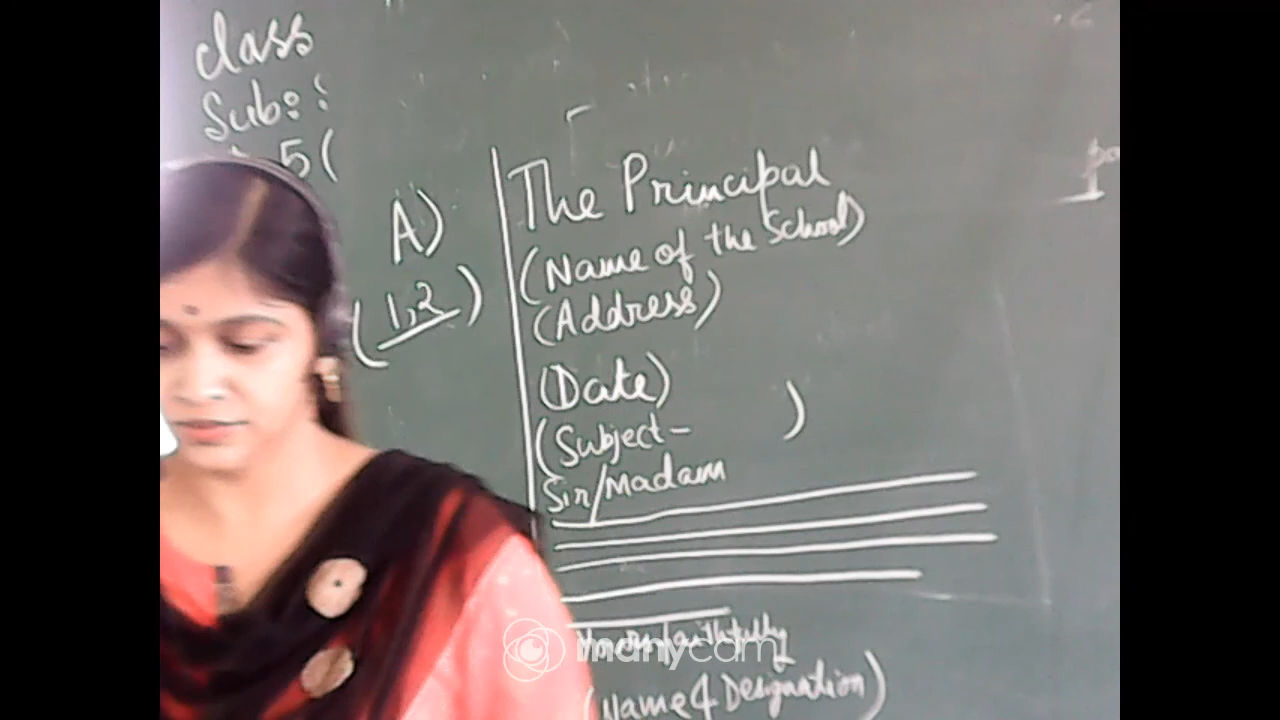 class
Sub:
5(
A)
(1,2)
The Principal
(Name of the School)
(Address)
(Date)
(Subject- )
Sir/Madam
Yours faithfully
(Name & Designation)
manycam